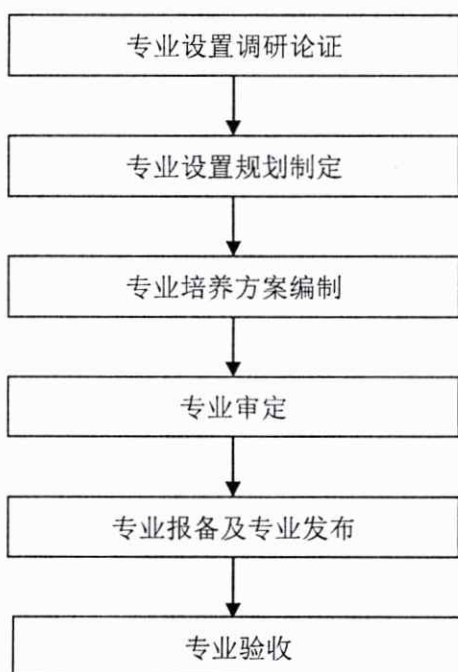 专业设置调研论证
专业设置规划制定
专业培养方案编制
专业审定
专业报备及专业发布
专业验收